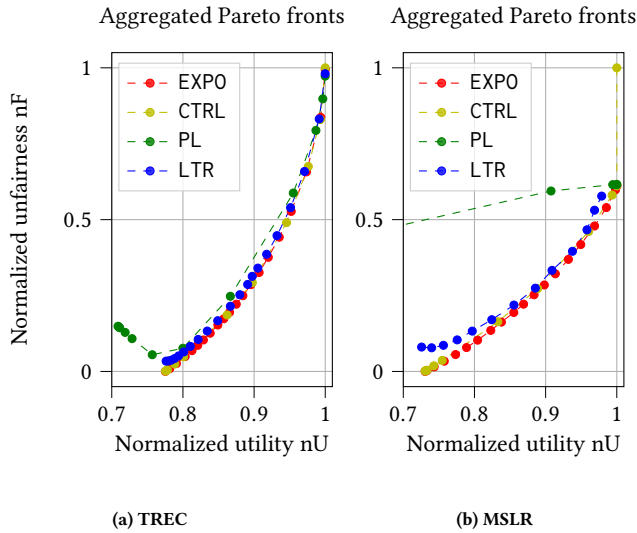 Aggregated Pareto fronts
Normalized unfairness nF
1
0.5
0
EXPO
CTRL
PL
LTR
0.7 0.8 0.9 1
Normalized utility nU
(a) TREC
Aggregated Pareto fronts
1
0.5
0
EXPO
CTRL
PL
LTR
0.7 0.8 0.9 1
Normalized utility nU
(b) MSLR